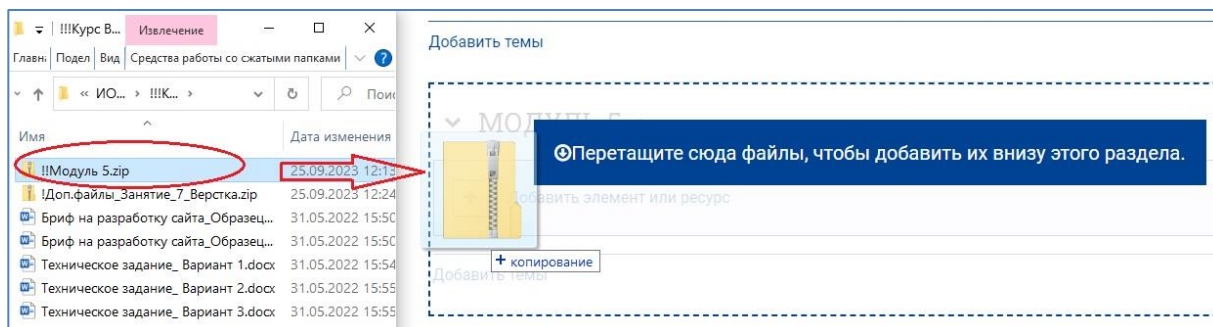 !!!Курс В... Извлечение
Главн Подел Вид Средства работы со сжатыми папками
« ИО... › !!!К... ›
Имя Дата изменения
!!Модуль 5.zip 25.09.2023 12:13
!Доп.файлы_Занятие_7_Верстка.zip 25.09.2023 12:24
Бриф на разработку сайта_Образец... 31.05.2022 15:50
Бриф на разработку сайта_Образец... 31.05.2022 15:50
Техническое задание_ Вариант 1.docx 31.05.2022 15:54
Техническое задание_ Вариант 2.docx 31.05.2022 15:55
Техническое задание_ Вариант 3.docx 31.05.2022 15:55
Добавить темы
МОДУЛЬ 5
Перетащите сюда файлы, чтобы добавить их внизу этого раздела.
Добавить элемент или ресурс
+ копирование
Добавить темы